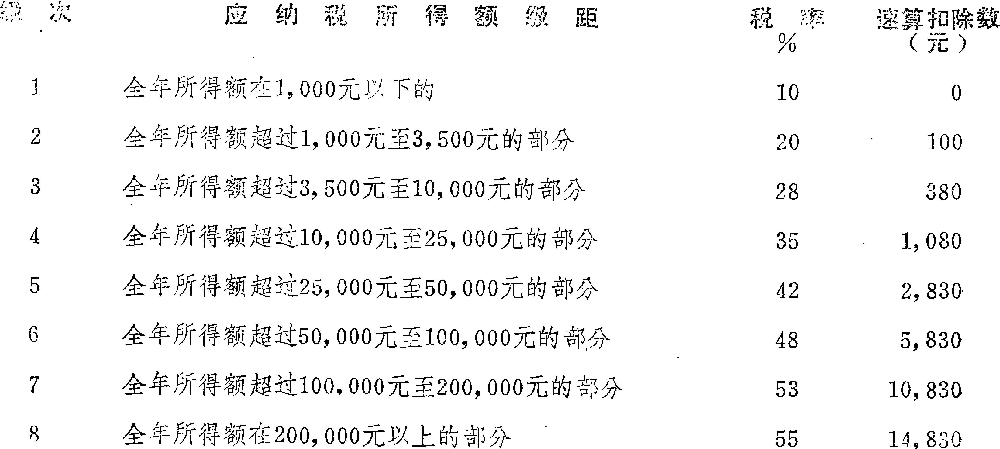 级次 应纳税所得额级距 税率 速算扣除数
% （元）
1 全年所得额在1,000元以下的 10 0
2 全年所得额超过1,000元至3,500元的部分 20 100
3 全年所得额超过3,500元至10,000元的部分 28 380
4 全年所得额超过10,000元至25,000元的部分 35 1,080
5 全年所得额超过25,000元至50,000元的部分 42 2,830
6 全年所得额超过50,000元至100,000元的部分 48 5,830
7 全年所得额超过100,000元至200,000元的部分 53 10,830
8 全年所得额在200,000元以上的部分 55 14,830